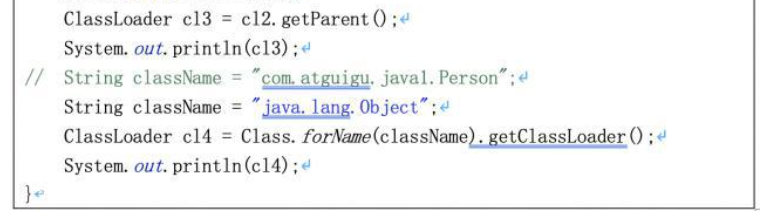 ClassLoader cl3 = cl2.getParent();
System.out.println(cl3);
// String className = "com.atguigu.java1.Person";
String className = "java.lang.Object";
ClassLoader cl4 = Class.forName(className).getClassLoader();
System.out.println(cl4);
}